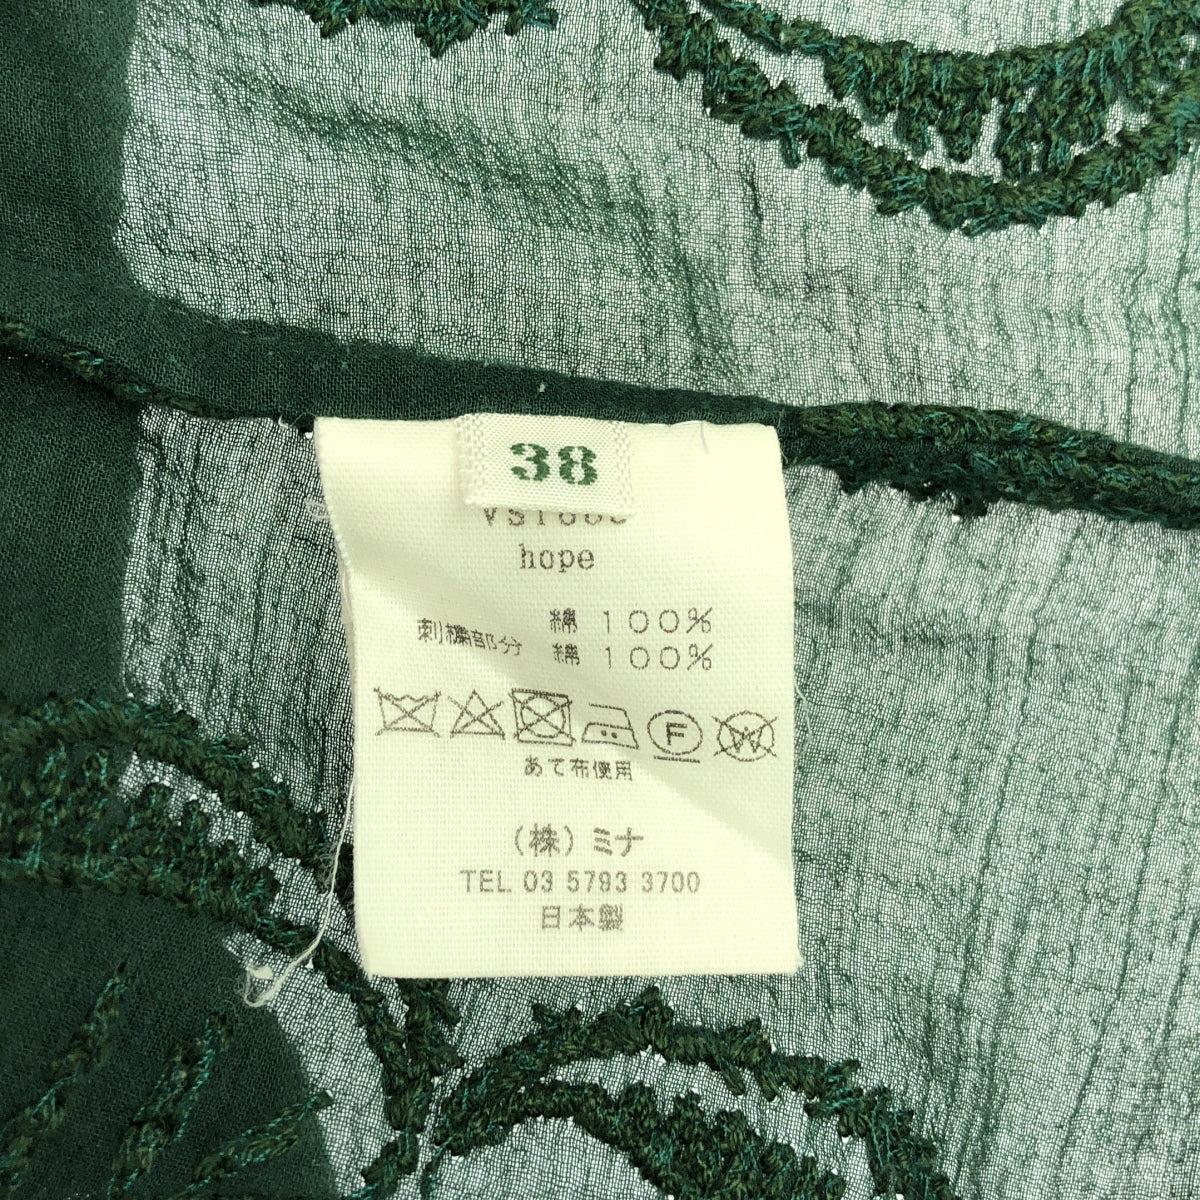 38
hope
綿 100%
刺繍部分 綿 100%
F W
あて布使用
(株)ミナ
TEL 03 5793 3700
日本製